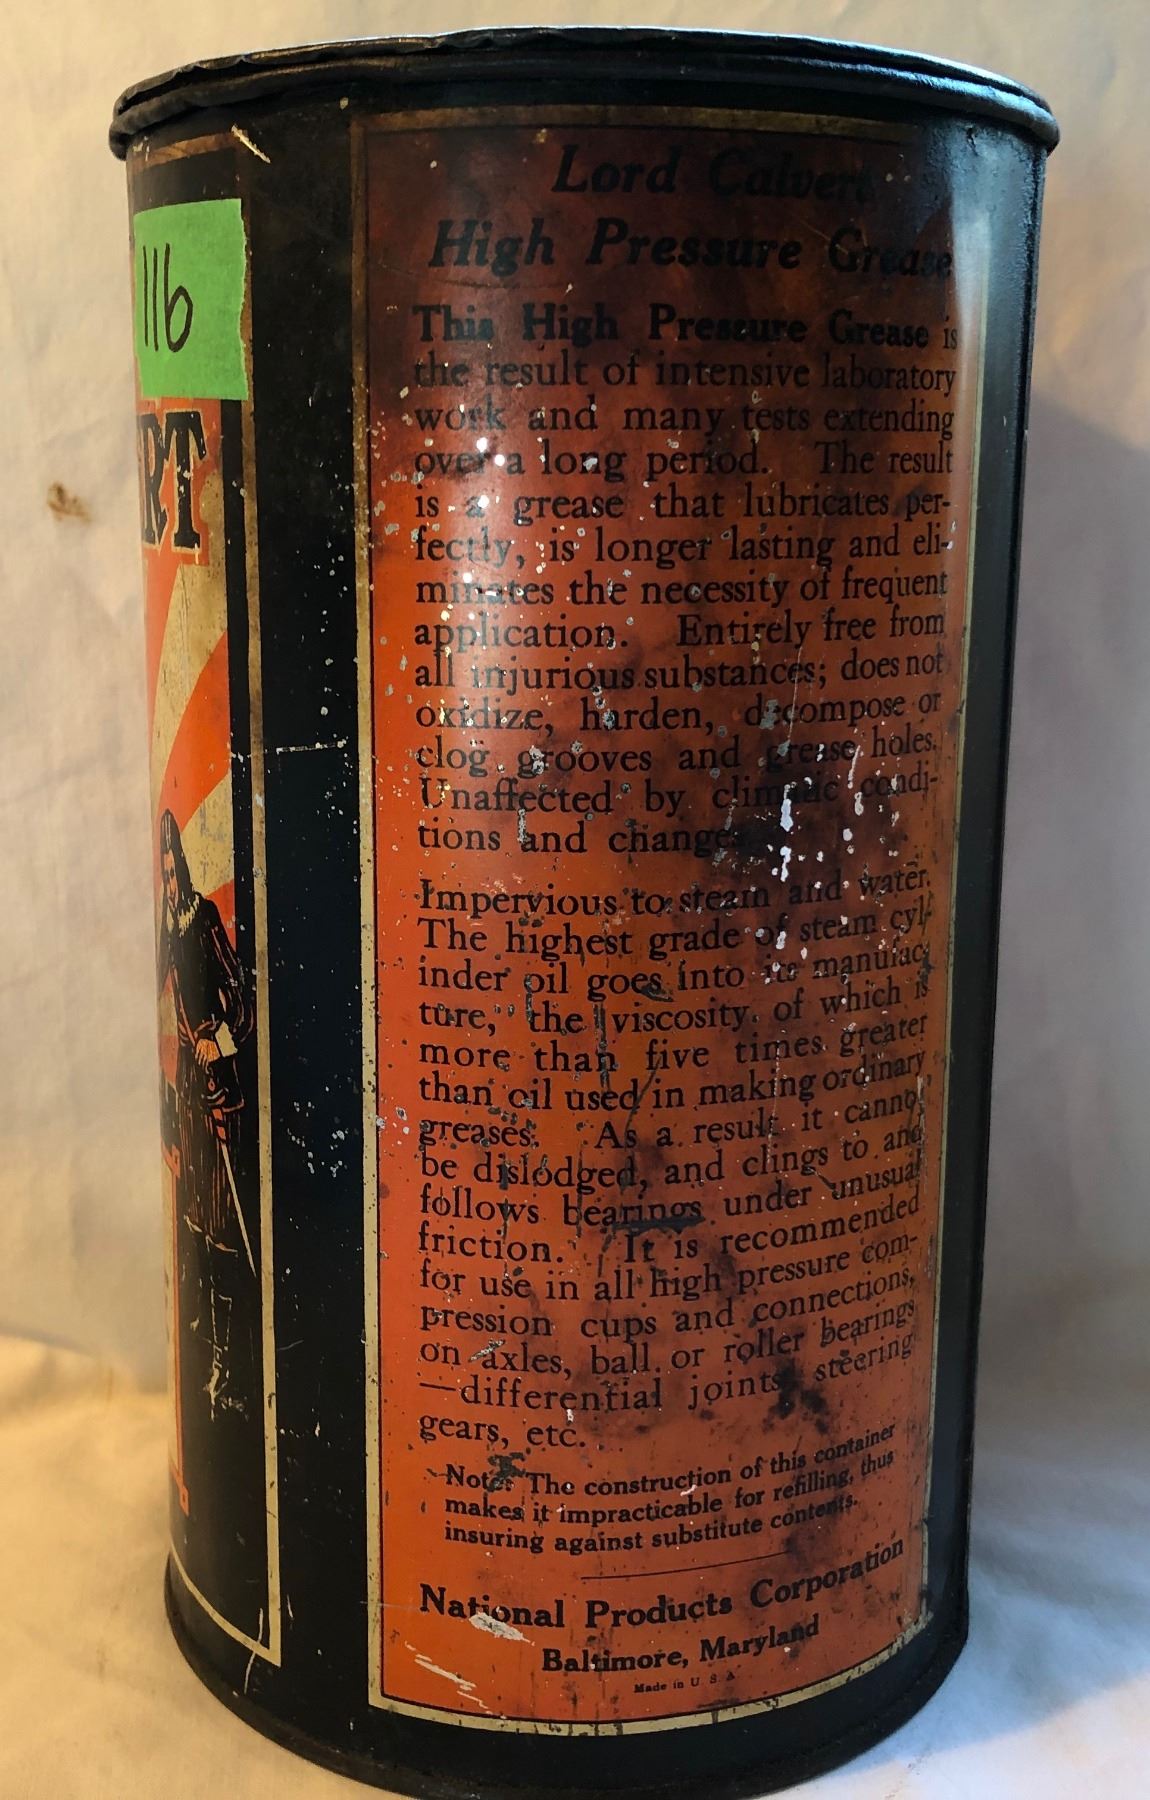 116
RT
Lord Calvert
High Pressure Grease
This High Pressure Grease is
the result of intensive laboratory
work and many tests extending
over a long period. The result
is a grease that lubricates per-
fectly, is longer lasting and eli-
minates the necessity of frequent
application. Entirely free from
all injurious substances; does not
oxidize, harden, decompose or
clog grooves and grease holes.
Unaffected by climatic condi-
tions and changes
Impervious to steam and water.
The highest grade of steam cyl-
inder oil goes into its manufac-
ture, the viscosity of which is
more than five times greater
than oil used in making ordinary
greases. As a result it cannot
be dislodged, and clings to and
follows bearings under unusual
friction. It is recommended
for use in all high pressure com-
pression cups and connections,
on axles, ball or roller bearings
—differential joints, steering
gears, etc.
Note: The construction of this container
makes it impracticable for refilling, thus
insuring against substitute contents.
National Products Corporation
Baltimore, Maryland
Made in U S A